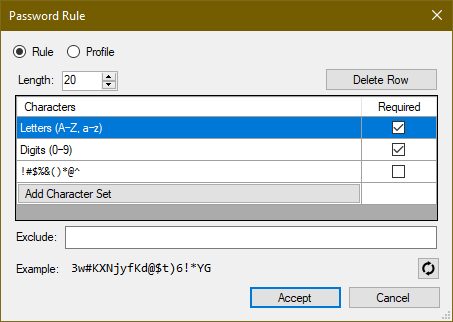 Password Rule
Rule Profile
Length: 20 Delete Row
Characters Required
Letters (A-Z, a-z)
Digits (0-9)
!#$%&()*@^
Add Character Set
Exclude:
Example: 3w#KXNjyfKd@$t)6!*YG
Accept Cancel